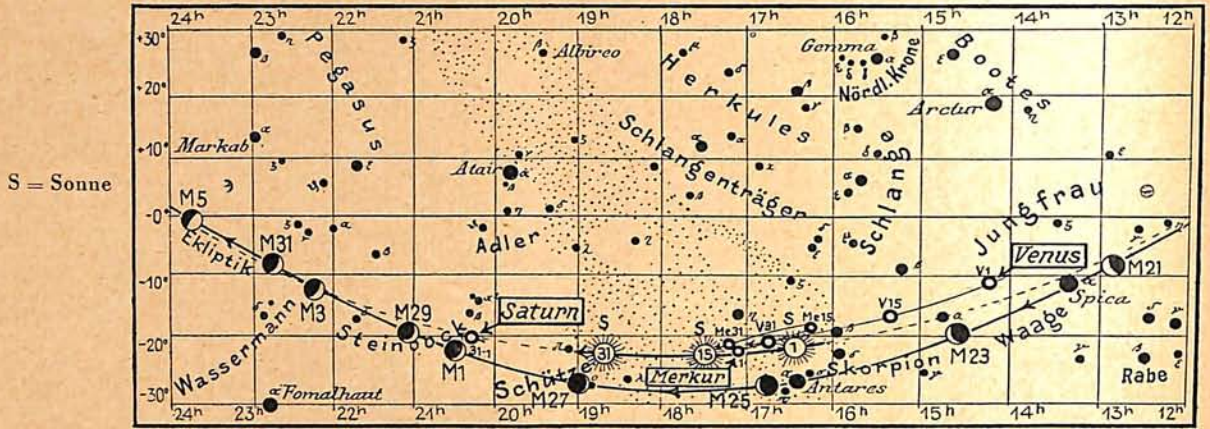 24h 23h 22h 21h 20h 19h 18h 17h 16h 15h 14h 13h 12h
+30°
+20°
+10°
-0°
-10°
-20°
-30°
S = Sonne
Pegasus
Albireo
Herkules
Gemma
Nördl. Krone
Bootes
Arctur
Markab
Atair
Schlangenträger
Schlange
Jungfrau
Adler
M5
Ekliptik
M31
M3
M29
M1
Saturn
31-1
Wassermann
Steinbock
Fomalhaut
Schütze
M27
S
31
S
15
S
1
Me31
V31
Me15
Merkur
M25
Antares
Skorpion
V15
V1
Venus
M21
Spica
Waage
M23
Rabe
24h 23h 22h 21h 20h 19h 18h 17h 16h 15h 14h 13h 12h